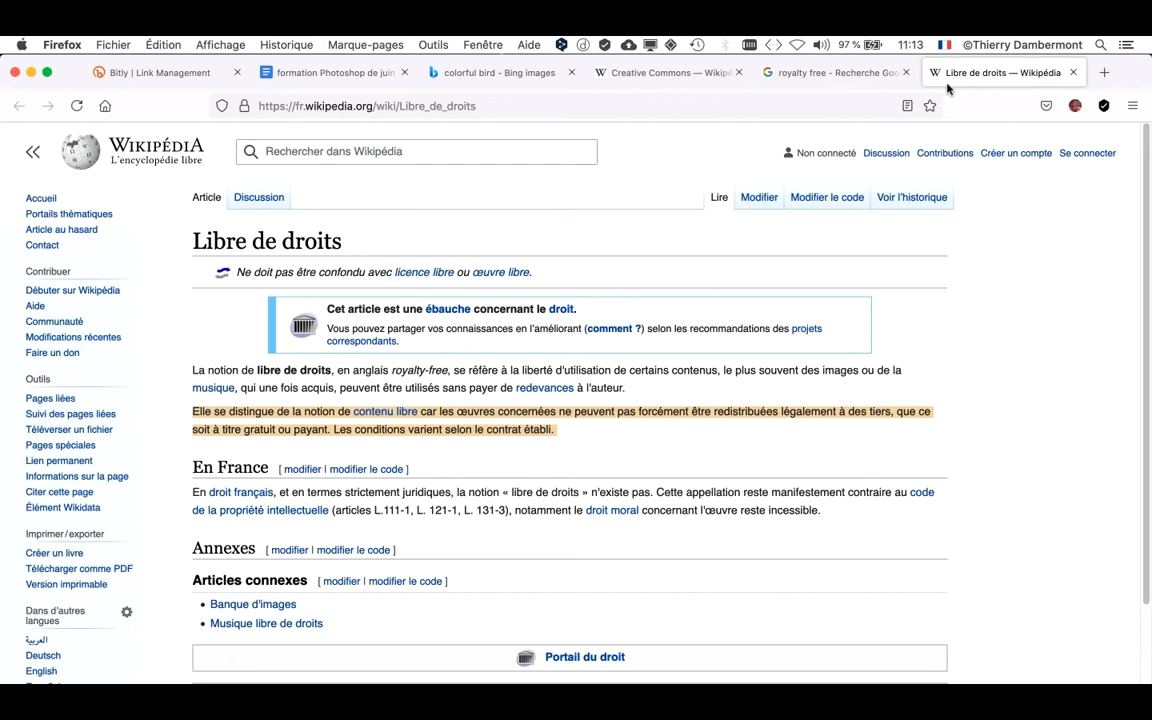 Firefox Fichier Édition Affichage Historique Marque-pages Outils Fenêtre Aide 97 % 11:13 ©Thierry Dambermont
Bitly | Link Management
formation Photoshop de juin
colorful bird - Bing images
Creative Commons — Wikipé
royalty free - Recherche Goo
Libre de droits — Wikipédia
https://fr.wikipedia.org/wiki/Libre_de_droits
WIKIPÉDIA
L'encyclopédie libre
Rechercher dans Wikipédia
Non connecté Discussion Contributions Créer un compte Se connecter
Article Discussion
Lire Modifier Modifier le code Voir l'historique
Accueil
Portails thématiques
Article au hasard
Contact
Contribuer
Débuter sur Wikipédia
Aide
Communauté
Modifications récentes
Faire un don
Outils
Pages liées
Suivi des pages liées
Téléverser un fichier
Pages spéciales
Lien permanent
Informations sur la page
Citer cette page
Élément Wikidata
Imprimer/exporter
Créer un livre
Télécharger comme PDF
Version imprimable
Dans d'autres
langues
العربية
Deutsch
English
Libre de droits
Ne doit pas être confondu avec licence libre ou œuvre libre.
Cet article est une ébauche concernant le droit.
Vous pouvez partager vos connaissances en l'améliorant (comment ?) selon les recommandations des projets
correspondants.
La notion de libre de droits, en anglais royalty-free, se réfère à la liberté d'utilisation de certains contenus, le plus souvent des images ou de la
musique, qui une fois acquis, peuvent être utilisés sans payer de redevances à l'auteur.
Elle se distingue de la notion de contenu libre car les œuvres concernées ne peuvent pas forcément être redistribuées légalement à des tiers, que ce
soit à titre gratuit ou payant. Les conditions varient selon le contrat établi.
En France [ modifier | modifier le code ]
En droit français, et en termes strictement juridiques, la notion « libre de droits » n'existe pas. Cette appellation reste manifestement contraire au code
de la propriété intellectuelle (articles L.111-1, L. 121-1, L. 131-3), notamment le droit moral concernant l'œuvre reste incessible.
Annexes [ modifier | modifier le code ]
Articles connexes [ modifier | modifier le code ]
• Banque d'images
• Musique libre de droits
Portail du droit